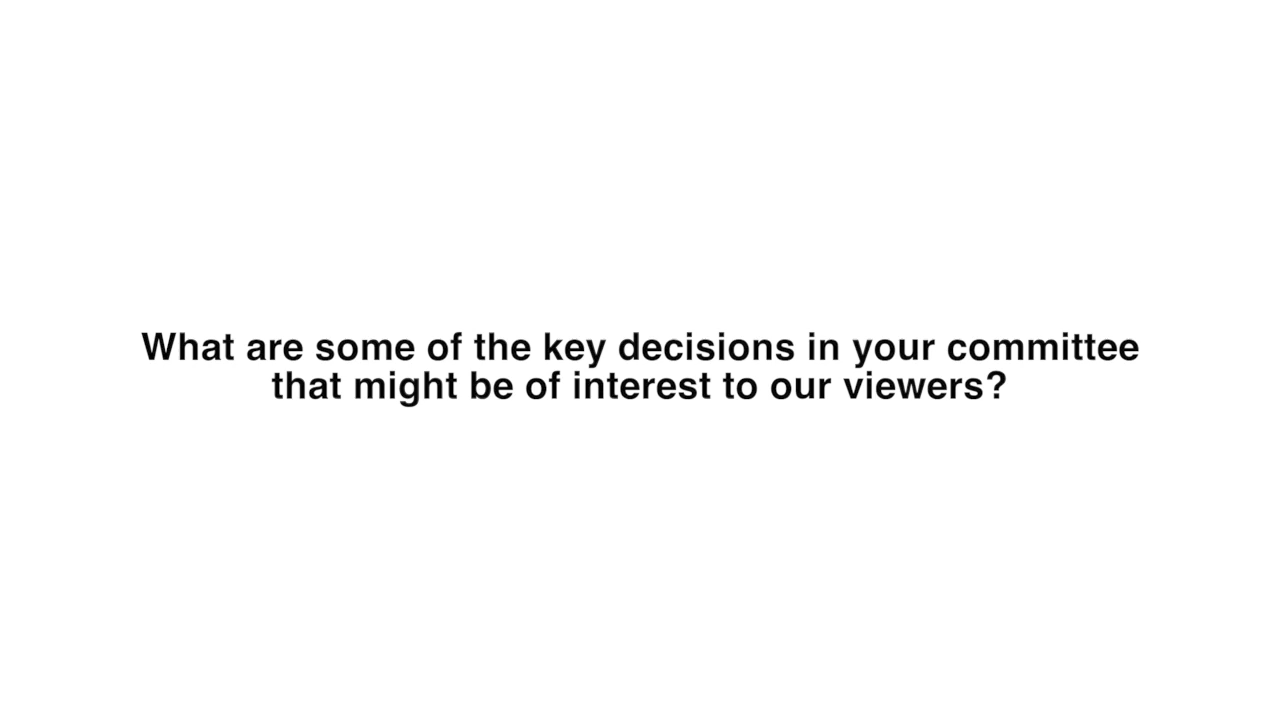 What are some of the key decisions in your committee
that might be of interest to our viewers?